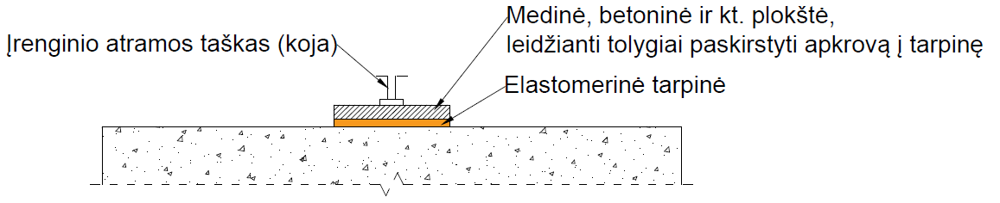 Medinė, betoninė ir kt. plokštė,
leidžianti tolygiai paskirstyti apkrovą į tarpinę
Įrenginio atramos taškas (koja)
Elastomerinė tarpinė